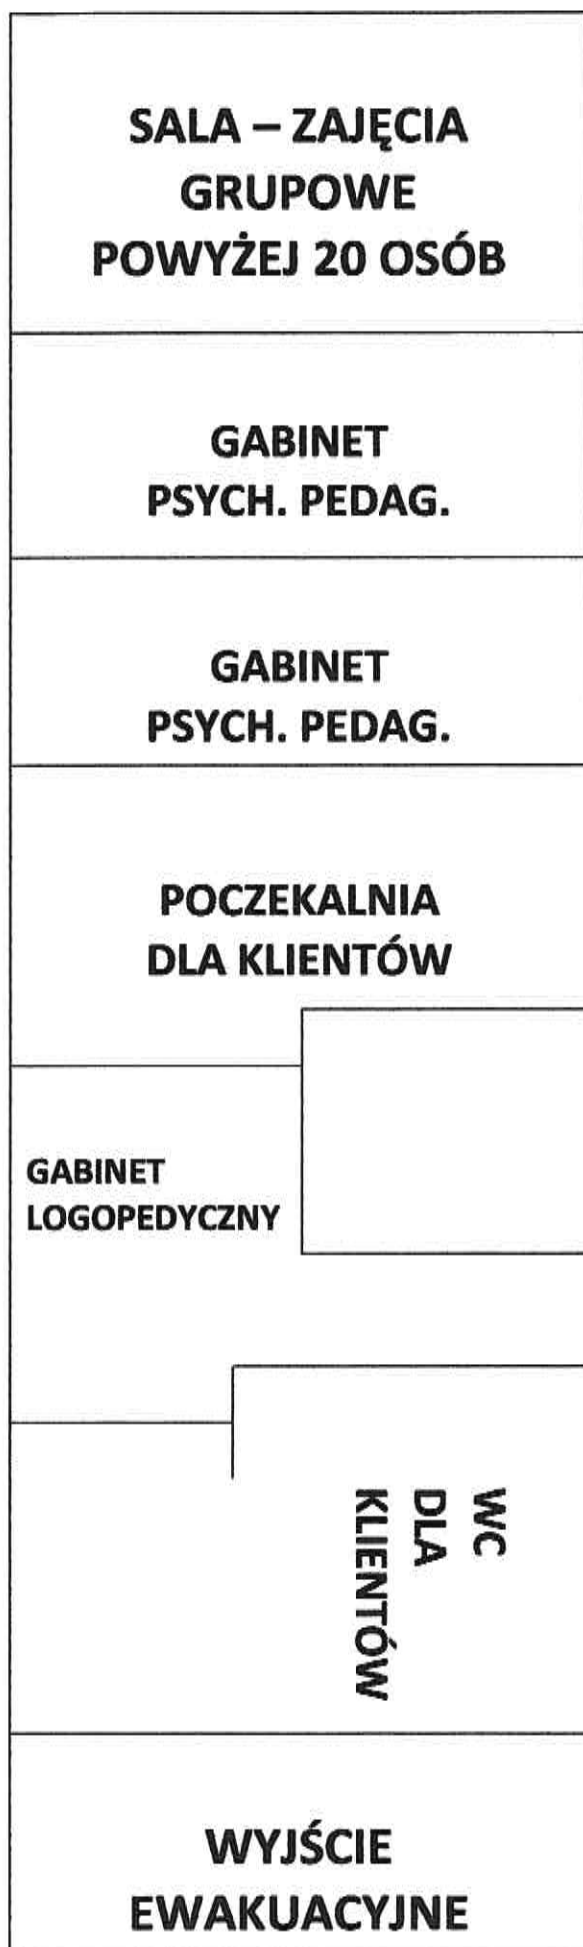 SALA – ZAJĘCIA
GRUPOWE
POWYŻEJ 20 OSÓB
GABINET
PSYCH. PEDAG.
GABINET
PSYCH. PEDAG.
POCZEKALNIA
DLA KLIENTÓW
GABINET
LOGOPEDYCZNY
WC
DLA
KLIENTÓW
WYJŚCIE
EWAKUACYJNE